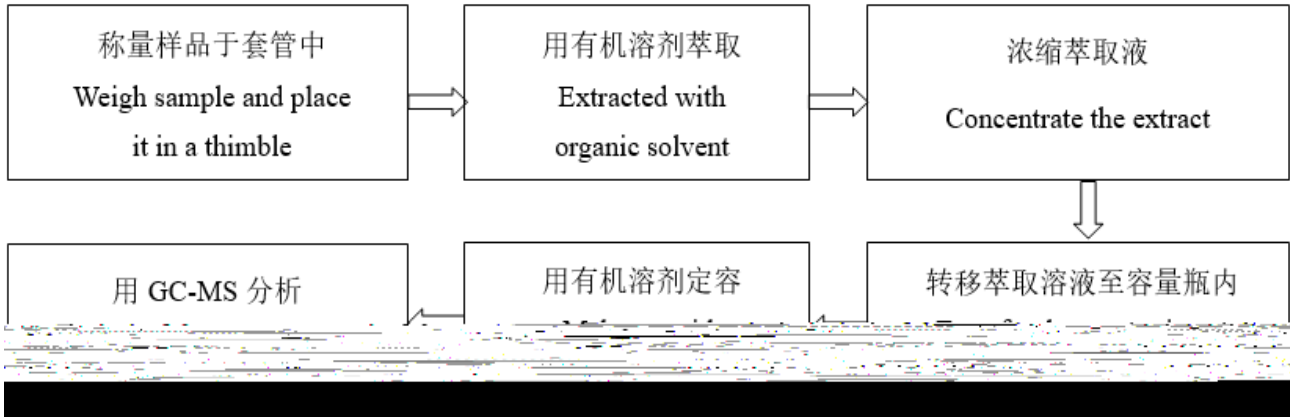 称量样品于套管中
Weigh sample and place
it in a thimble
用有机溶剂萃取
Extracted with
organic solvent
浓缩萃取液
Concentrate the extract
转移萃取溶液至容量瓶内
用有机溶剂定容
用 GC-MS 分析